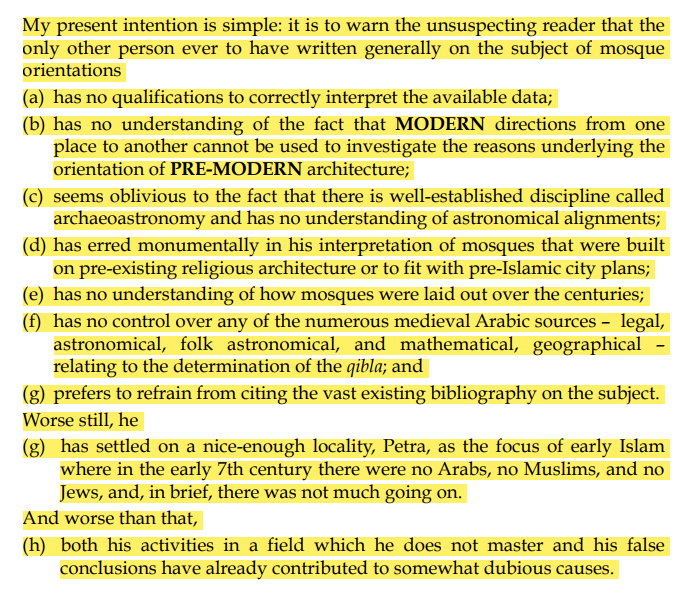 My present intention is simple: it is to warn the unsuspecting reader that the
only other person ever to have written generally on the subject of mosque
orientations
(a) has no qualifications to correctly interpret the available data;
(b) has no understanding of the fact that MODERN directions from one
place to another cannot be used to investigate the reasons underlying the
orientation of PRE-MODERN architecture;
(c) seems oblivious to the fact that there is well-established discipline called
archaeoastronomy and has no understanding of astronomical alignments;
(d) has erred monumentally in his interpretation of mosques that were built
on pre-existing religious architecture or to fit with pre-Islamic city plans;
(e) has no understanding of how mosques were laid out over the centuries;
(f) has no control over any of the numerous medieval Arabic sources – legal,
astronomical, folk astronomical, and mathematical, geographical –
relating to the determination of the qibla; and
(g) prefers to refrain from citing the vast existing bibliography on the subject.
Worse still, he
(g) has settled on a nice-enough locality, Petra, as the focus of early Islam
where in the early 7th century there were no Arabs, no Muslims, and no
Jews, and, in brief, there was not much going on.
And worse than that,
(h) both his activities in a field which he does not master and his false
conclusions have already contributed to somewhat dubious causes.